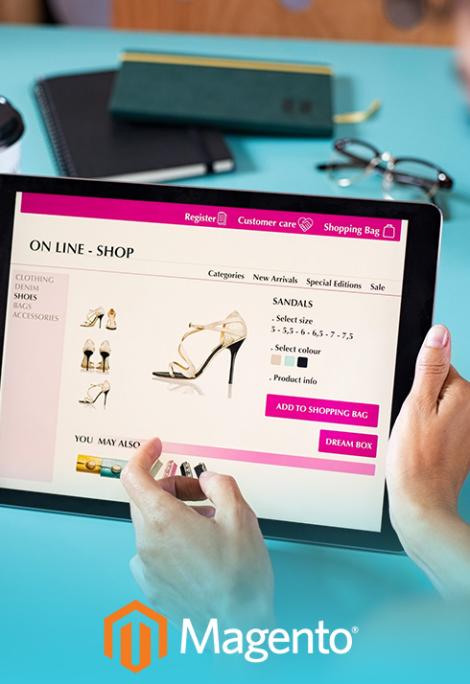 Register Customer care Shopping Bag
ON LINE - SHOP
Categories New Arrivals Special Editions Sale
CLOTHING
DENIM
SHOES
BAGS
ACCESSORIES
SANDALS
. Select size
5 - 5,5 - 6 - 6,5 - 7 - 7,5
. Select colour
. Product info
ADD TO SHOPPING BAG
DREAM BOX
YOU MAY ALSO
Magento®